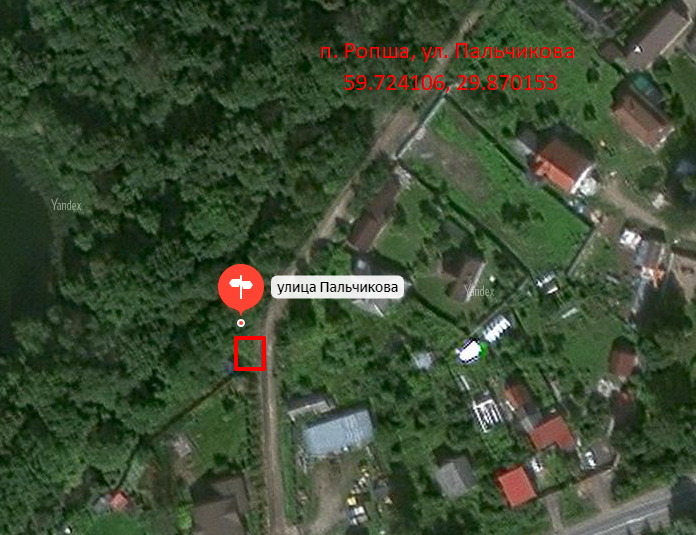 п. Ропша, ул. Пальчикова
59.724106, 29.870153
Yandex
улица Пальчикова
Yandex